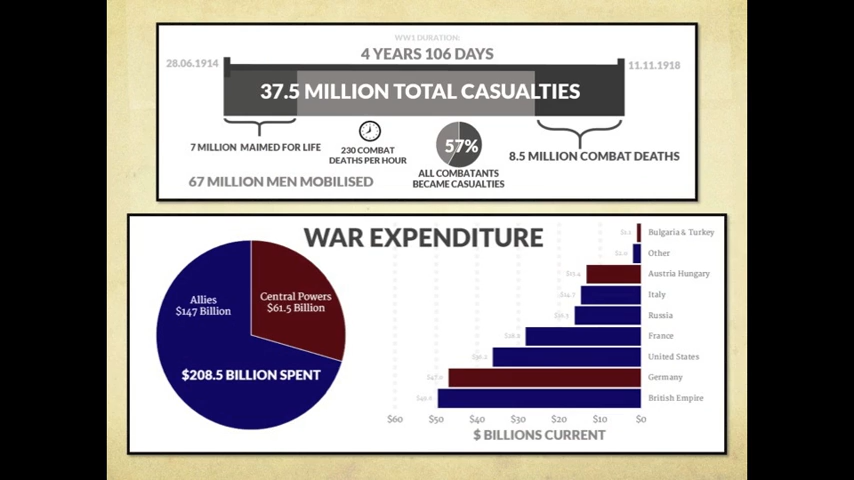 WW1 DURATION:
4 YEARS 106 DAYS
28.06.1914
11.11.1918
37.5 MILLION TOTAL CASUALTIES
7 MILLION MAIMED FOR LIFE
230 COMBAT
DEATHS PER HOUR
57%
ALL COMBATANTS
BECAME CASUALTIES
8.5 MILLION COMBAT DEATHS
67 MILLION MEN MOBILISED
WAR EXPENDITURE
Allies
$147 Billion
Central Powers
$61.5 Billion
$208.5 BILLION SPENT
Bulgaria & Turkey
Other
Austria Hungary
Italy
Russia
France
United States
Germany
British Empire
$60 $50 $40 $30 $20 $10 $0
$ BILLIONS CURRENT